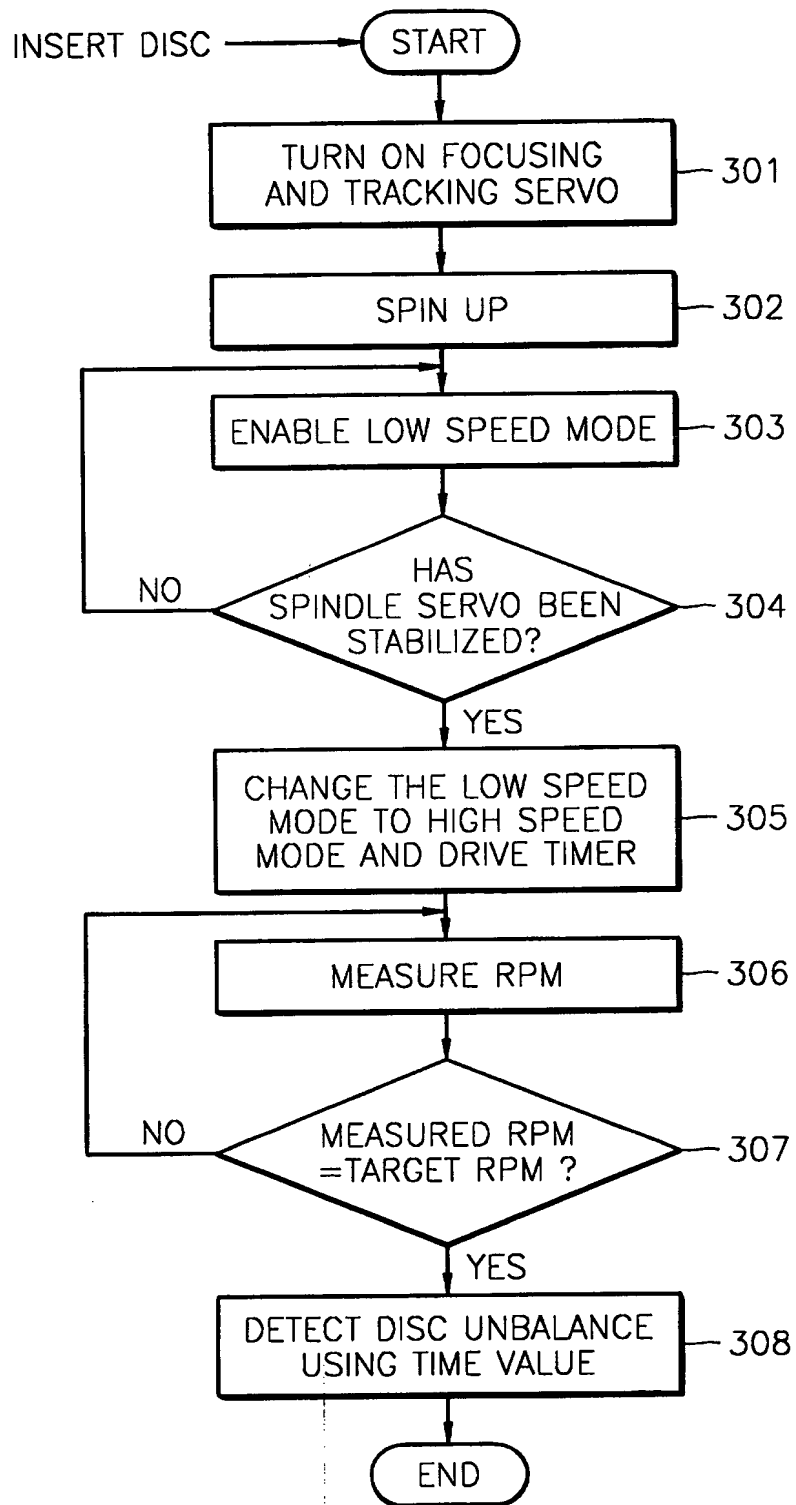 INSERT DISC
START
TURN ON FOCUSING
AND TRACKING SERVO
301
SPIN UP
302
ENABLE LOW SPEED MODE
303
HAS
SPINDLE SERVO BEEN
STABILIZED?
304
NO
YES
CHANGE THE LOW SPEED
MODE TO HIGH SPEED
MODE AND DRIVE TIMER
305
MEASURE RPM
306
MEASURED RPM
=TARGET RPM ?
307
NO
YES
DETECT DISC UNBALANCE
USING TIME VALUE
308
END